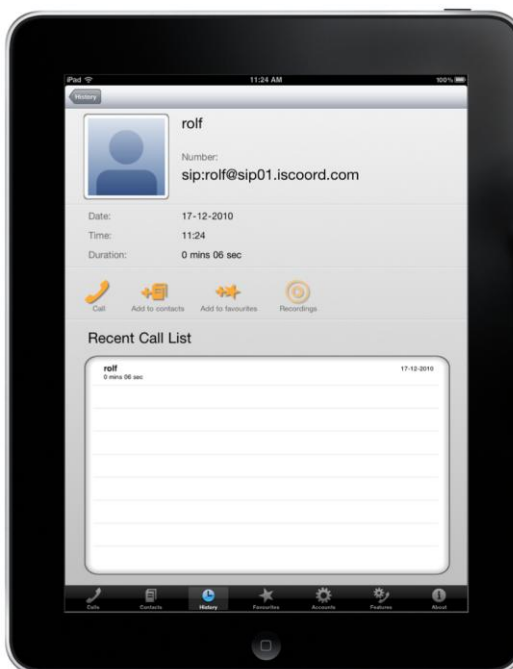 iPad 11:24 AM 100%
History
rolf
Number:
sip:rolf@sip01.iscoord.com
Date: 17-12-2010
Time: 11:24
Duration: 0 mins 06 sec
Call Add to contacts Add to favourites Recordings
Recent Call List
rolf 17-12-2010
0 mins 06 sec
Calls Contacts History Favourites Accounts Features About